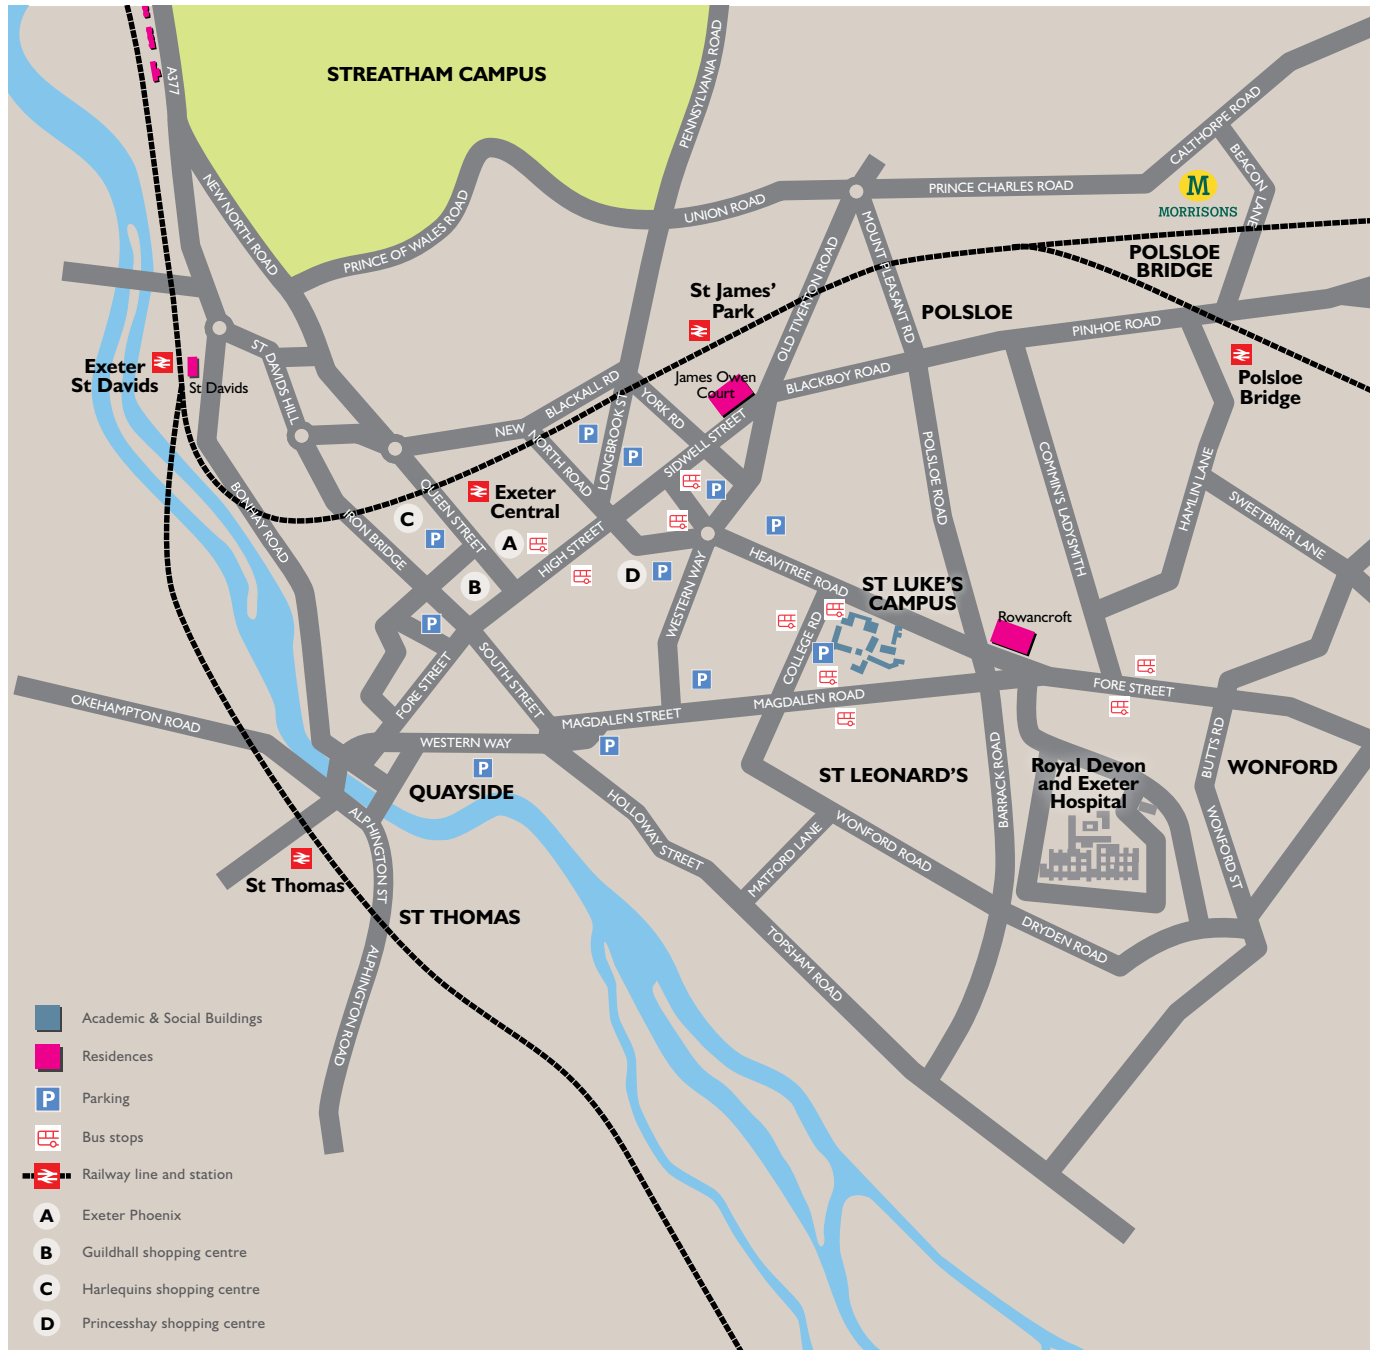 STREATHAM CAMPUS
A377
PENNSYLVANIA ROAD
CALTHORPE ROAD
BEACON LANE
M
MORRISONS
PRINCE CHARLES ROAD
UNION ROAD
NEW NORTH ROAD
PRINCE OF WALES ROAD
MOUNT PLEASANT RD
OLD TIVERTON ROAD
POLSLOE
BRIDGE
St James'
Park
POLSLOE
PINHOE ROAD
Exeter
St Davids
St Davids
ST DAVIDS HILL
James Owen
Court
BLACKBOY ROAD
Polsloe
Bridge
BLACKALL RD
YORK RD
LONGBROOK ST
SIDWELL STREET
NEW
NORTH ROAD
P
P
P
P
POLSLOE ROAD
COMMIN'S LADYSMITH
HAMLIN LANE
SWEETBRIER LANE
BONHAY ROAD
IRON BRIDGE
QUEEN STREET
Exeter
Central
C
P
A
B
HIGH STREET
D
P
HEAVITREE ROAD
WESTERN WAY
ST LUKE'S
CAMPUS
COLLEGE RD
P
Rowancroft
P
FORE STREET
SOUTH STREET
P
FORE STREET
MAGDALEN ROAD
MAGDALEN STREET
OKEHAMPTON ROAD
WESTERN WAY
P
P
QUAYSIDE
BARRACK ROAD
BUTTS RD
WONFORD
ST LEONARD'S
Royal Devon
and Exeter
Hospital
HOLLOWAY STREET
MATFORD LANE
WONFORD ROAD
WONFORD ST
ALPHINGTON ST
St Thomas
ST THOMAS
DRYDEN ROAD
TOPSHAM ROAD
ALPHINGTON ROAD
Academic & Social Buildings
Residences
P Parking
Bus stops
Railway line and station
A Exeter Phoenix
B Guildhall shopping centre
C Harlequins shopping centre
D Princesshay shopping centre